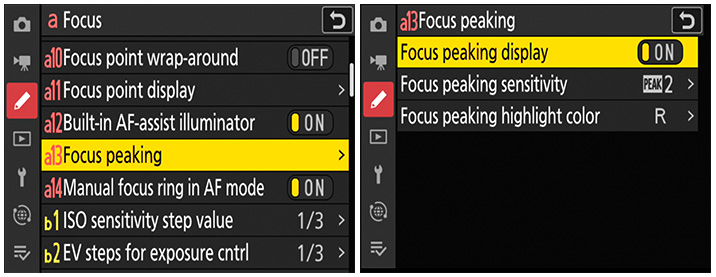 a Focus
a10 Focus point wrap-around OFF
a11 Focus point display >
a12 Built-in AF-assist illuminator ON
a13 Focus peaking >
a14 Manual focus ring in AF mode ON
b1 ISO sensitivity step value 1/3 >
b2 EV steps for exposure cntrl 1/3 >
a13 Focus peaking
Focus peaking display ON
Focus peaking sensitivity PEAK 2 >
Focus peaking highlight color R >